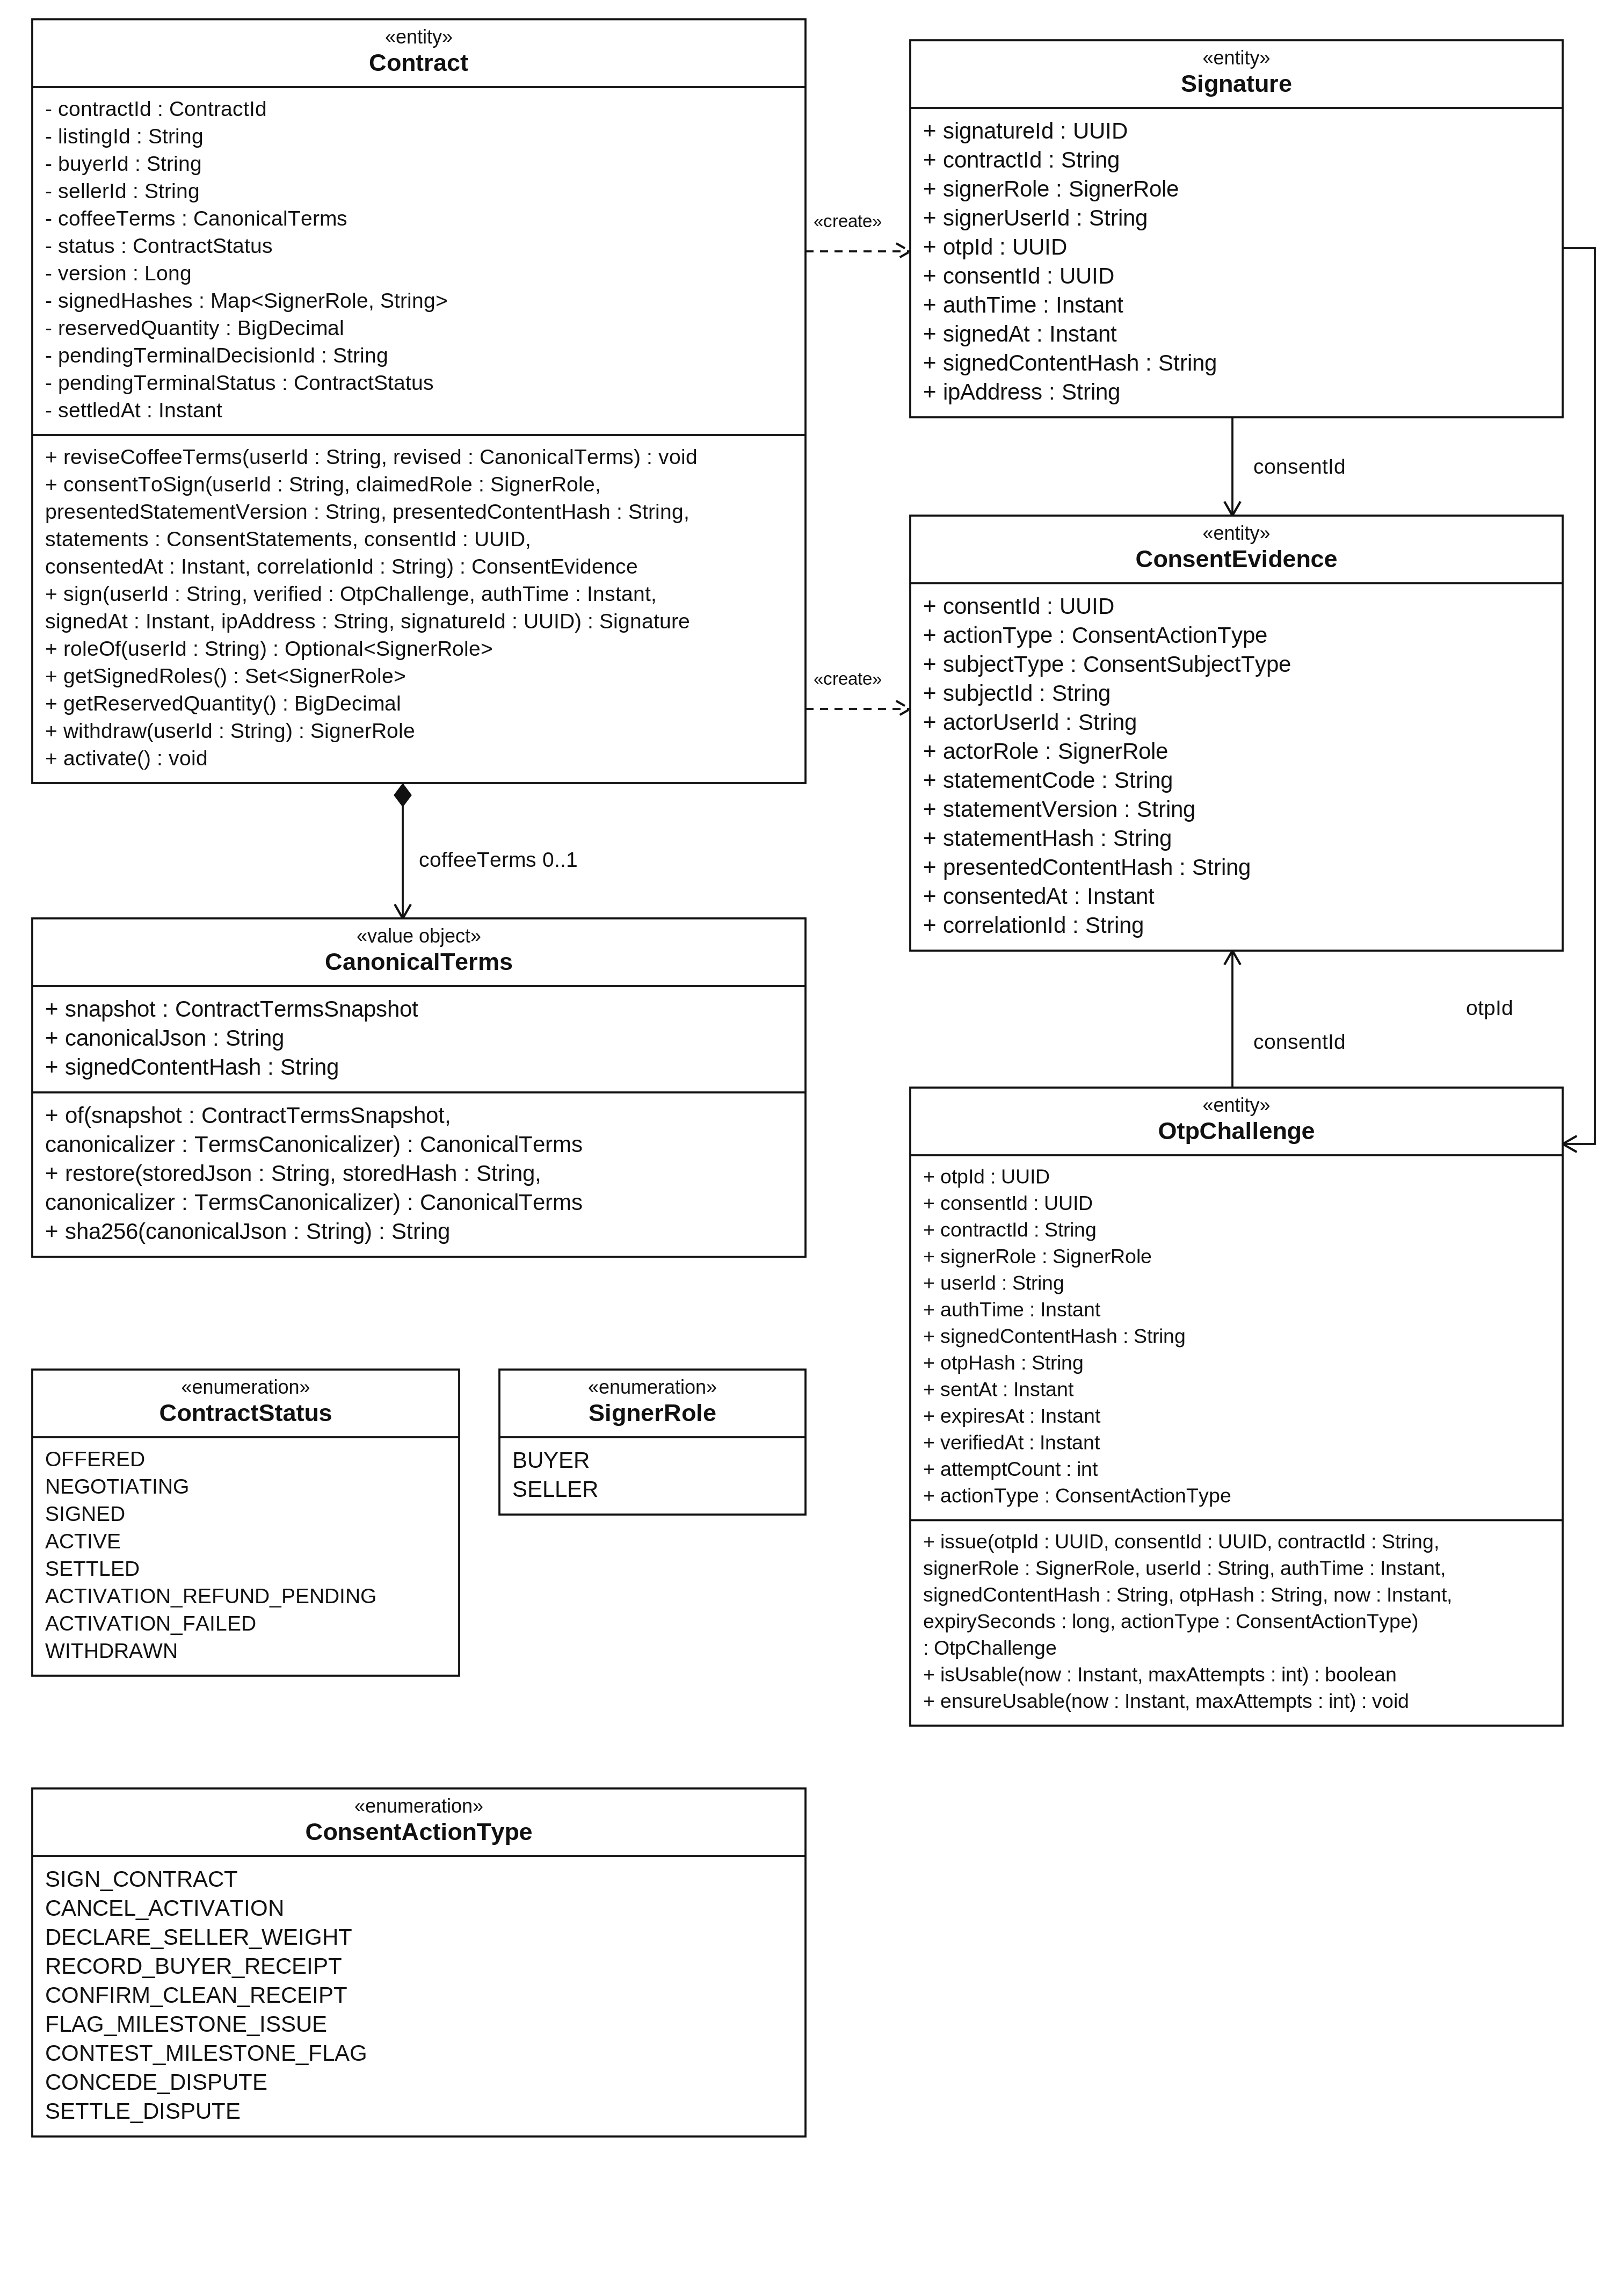 «entity»
Contract
- contractId : ContractId
- listingId : String
- buyerId : String
- sellerId : String
- coffeeTerms : CanonicalTerms
- status : ContractStatus
- version : Long
- signedHashes : Map<SignerRole, String>
- reservedQuantity : BigDecimal
- pendingTerminalDecisionId : String
- pendingTerminalStatus : ContractStatus
- settledAt : Instant
+ reviseCoffeeTerms(userId : String, revised : CanonicalTerms) : void
+ consentToSign(userId : String, claimedRole : SignerRole,
presentedStatementVersion : String, presentedContentHash : String,
statements : ConsentStatements, consentId : UUID,
consentedAt : Instant, correlationId : String) : ConsentEvidence
+ sign(userId : String, verified : OtpChallenge, authTime : Instant,
signedAt : Instant, ipAddress : String, signatureId : UUID) : Signature
+ roleOf(userId : String) : Optional<SignerRole>
+ getSignedRoles() : Set<SignerRole>
+ getReservedQuantity() : BigDecimal
+ withdraw(userId : String) : SignerRole
+ activate() : void
«create»
«create»
«entity»
Signature
+ signatureId : UUID
+ contractId : String
+ signerRole : SignerRole
+ signerUserId : String
+ otpId : UUID
+ consentId : UUID
+ authTime : Instant
+ signedAt : Instant
+ signedContentHash : String
+ ipAddress : String
consentId
«entity»
ConsentEvidence
+ consentId : UUID
+ actionType : ConsentActionType
+ subjectType : ConsentSubjectType
+ subjectId : String
+ actorUserId : String
+ actorRole : SignerRole
+ statementCode : String
+ statementVersion : String
+ statementHash : String
+ presentedContentHash : String
+ consentedAt : Instant
+ correlationId : String
coffeeTerms 0..1
«value object»
CanonicalTerms
+ snapshot : ContractTermsSnapshot
+ canonicalJson : String
+ signedContentHash : String
+ of(snapshot : ContractTermsSnapshot,
canonicalizer : TermsCanonicalizer) : CanonicalTerms
+ restore(storedJson : String, storedHash : String,
canonicalizer : TermsCanonicalizer) : CanonicalTerms
+ sha256(canonicalJson : String) : String
otpId
consentId
«entity»
OtpChallenge
+ otpId : UUID
+ consentId : UUID
+ contractId : String
+ signerRole : SignerRole
+ userId : String
+ authTime : Instant
+ signedContentHash : String
+ otpHash : String
+ sentAt : Instant
+ expiresAt : Instant
+ verifiedAt : Instant
+ attemptCount : int
+ actionType : ConsentActionType
+ issue(otpId : UUID, consentId : UUID, contractId : String,
signerRole : SignerRole, userId : String, authTime : Instant,
signedContentHash : String, otpHash : String, now : Instant,
expirySeconds : long, actionType : ConsentActionType)
: OtpChallenge
+ isUsable(now : Instant, maxAttempts : int) : boolean
+ ensureUsable(now : Instant, maxAttempts : int) : void
«enumeration»
ContractStatus
OFFERED
NEGOTIATING
SIGNED
ACTIVE
SETTLED
ACTIVATION_REFUND_PENDING
ACTIVATION_FAILED
WITHDRAWN
«enumeration»
SignerRole
BUYER
SELLER
«enumeration»
ConsentActionType
SIGN_CONTRACT
CANCEL_ACTIVATION
DECLARE_SELLER_WEIGHT
RECORD_BUYER_RECEIPT
CONFIRM_CLEAN_RECEIPT
FLAG_MILESTONE_ISSUE
CONTEST_MILESTONE_FLAG
CONCEDE_DISPUTE
SETTLE_DISPUTE